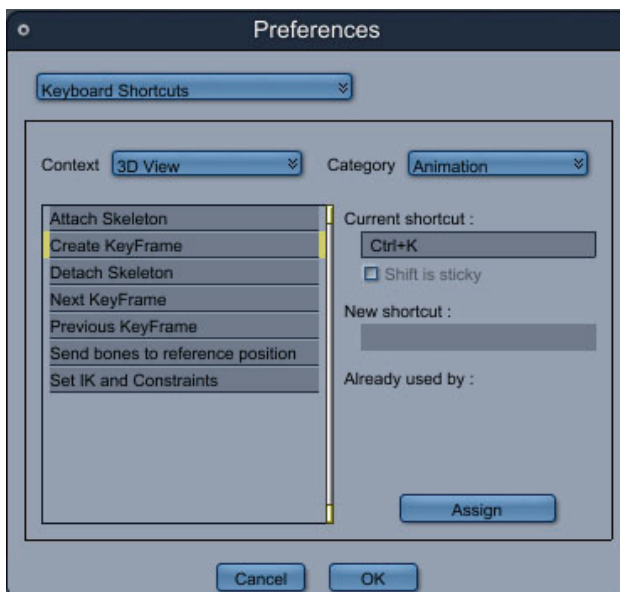 Preferences
Keyboard Shortcuts
Context 3D View Category Animation
Attach Skeleton
Create KeyFrame
Detach Skeleton
Next KeyFrame
Previous KeyFrame
Send bones to reference position
Set IK and Constraints
Current shortcut :
Ctrl+K
Shift is sticky
New shortcut :
Already used by :
Assign
Cancel OK